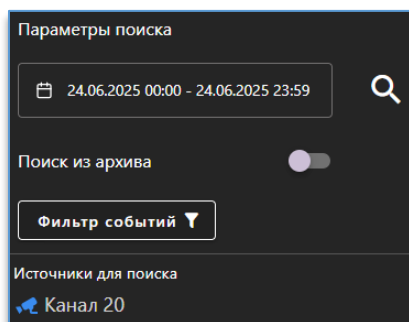 Параметры поиска
24.06.2025 00:00 - 24.06.2025 23:59
Поиск из архива
Фильтр событий
Источники для поиска
Канал 20